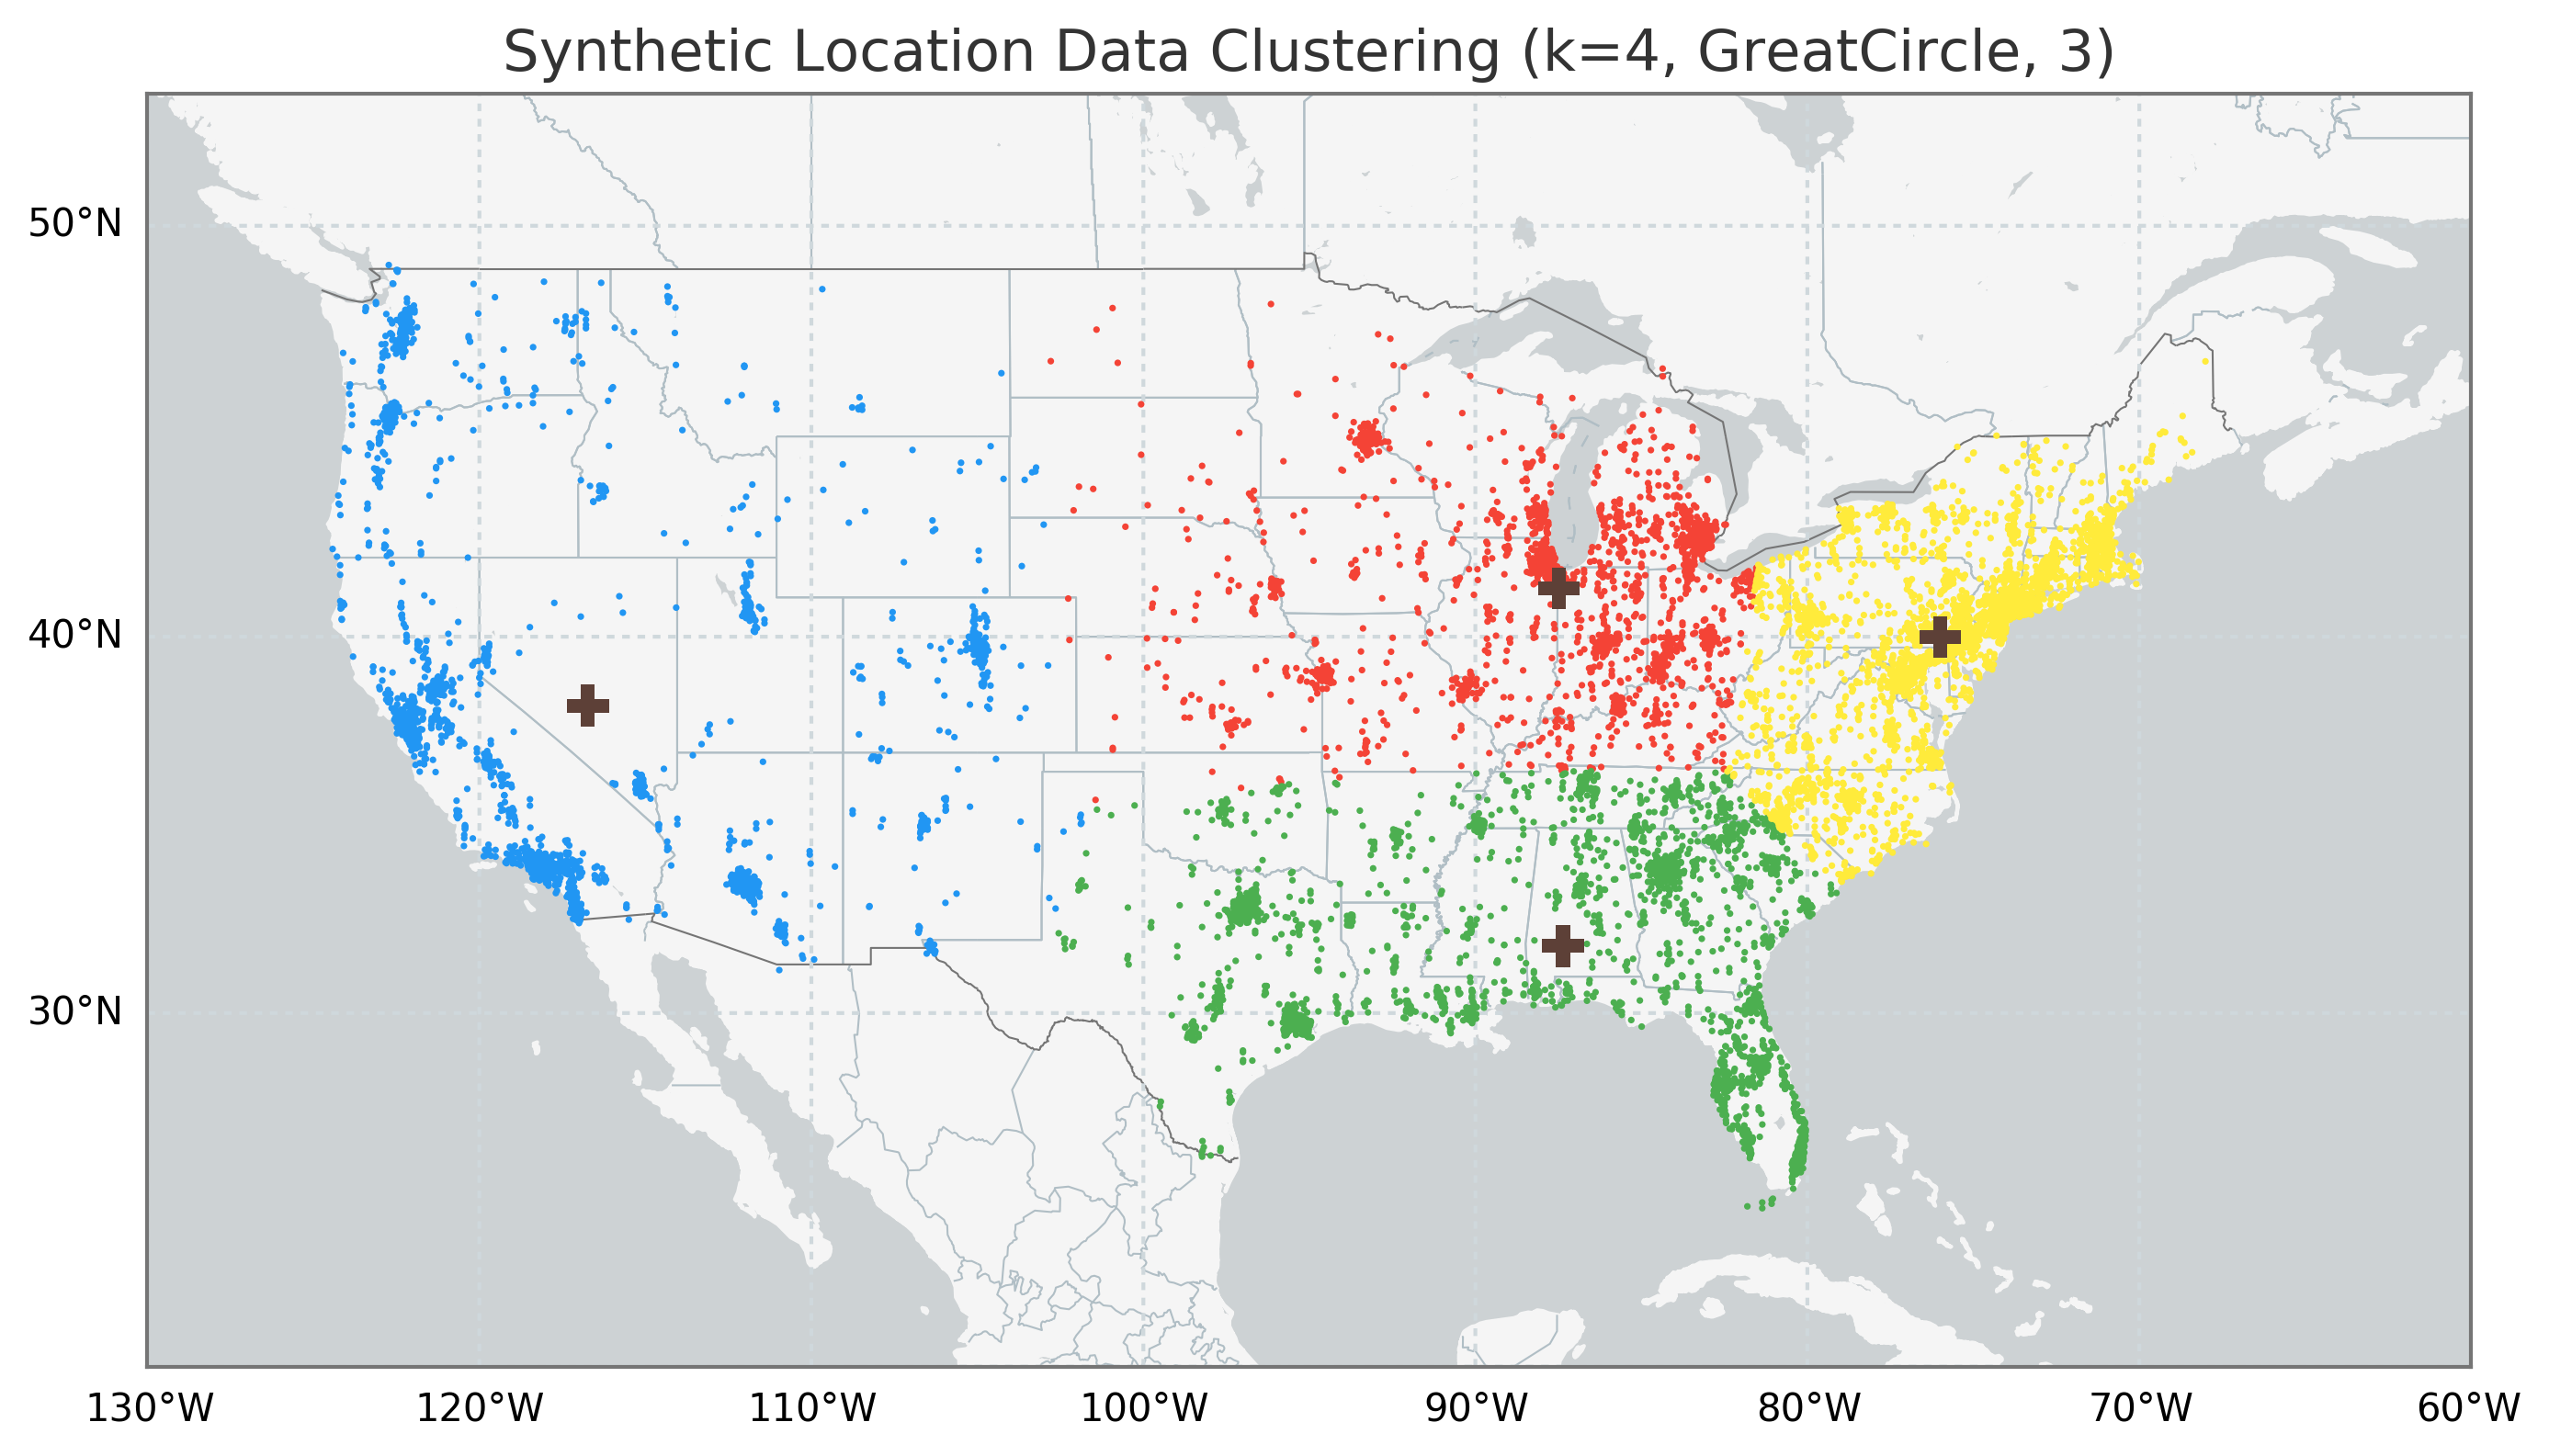 Synthetic Location Data Clustering (k=4, GreatCircle, 3)
50°N
40°N
30°N
130°W 120°W 110°W 100°W 90°W 80°W 70°W 60°W